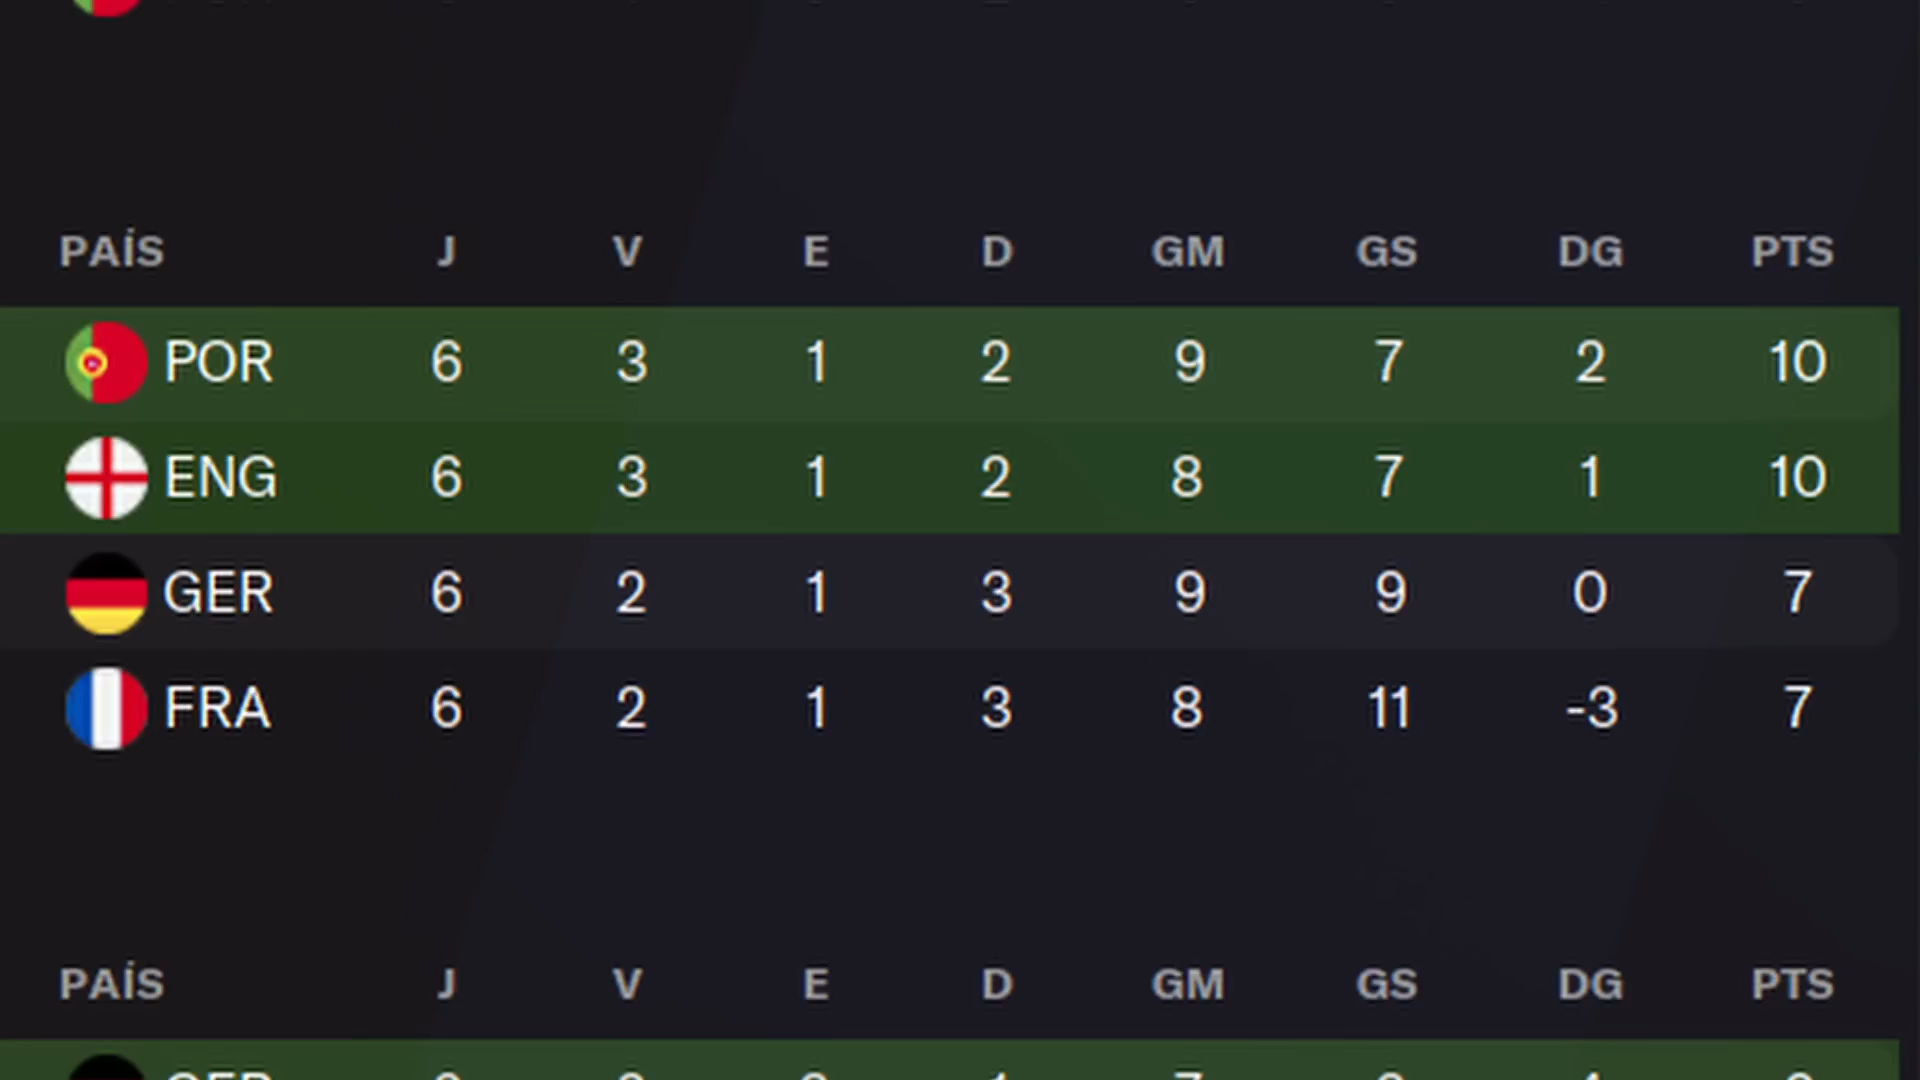 PAÍS J V E D GM GS DG PTS
POR 6 3 1 2 9 7 2 10
ENG 6 3 1 2 8 7 1 10
GER 6 2 1 3 9 9 0 7
FRA 6 2 1 3 8 11 -3 7
PAÍS J V E D GM GS DG PTS